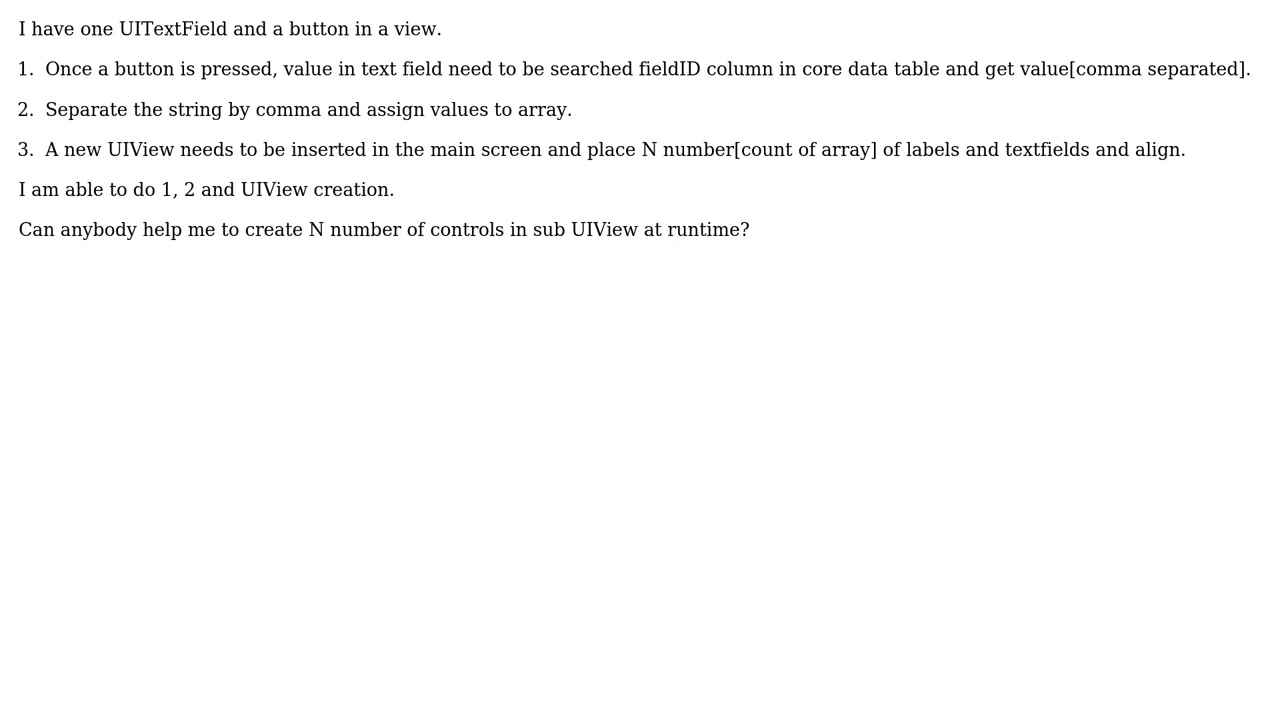 I have one UITextField and a button in a view.
1. Once a button is pressed, value in text field need to be searched fieldID column in core data table and get value[comma separated].
2. Separate the string by comma and assign values to array.
3. A new UIView needs to be inserted in the main screen and place N number[count of array] of labels and textfields and align.
I am able to do 1, 2 and UIView creation.
Can anybody help me to create N number of controls in sub UIView at runtime?